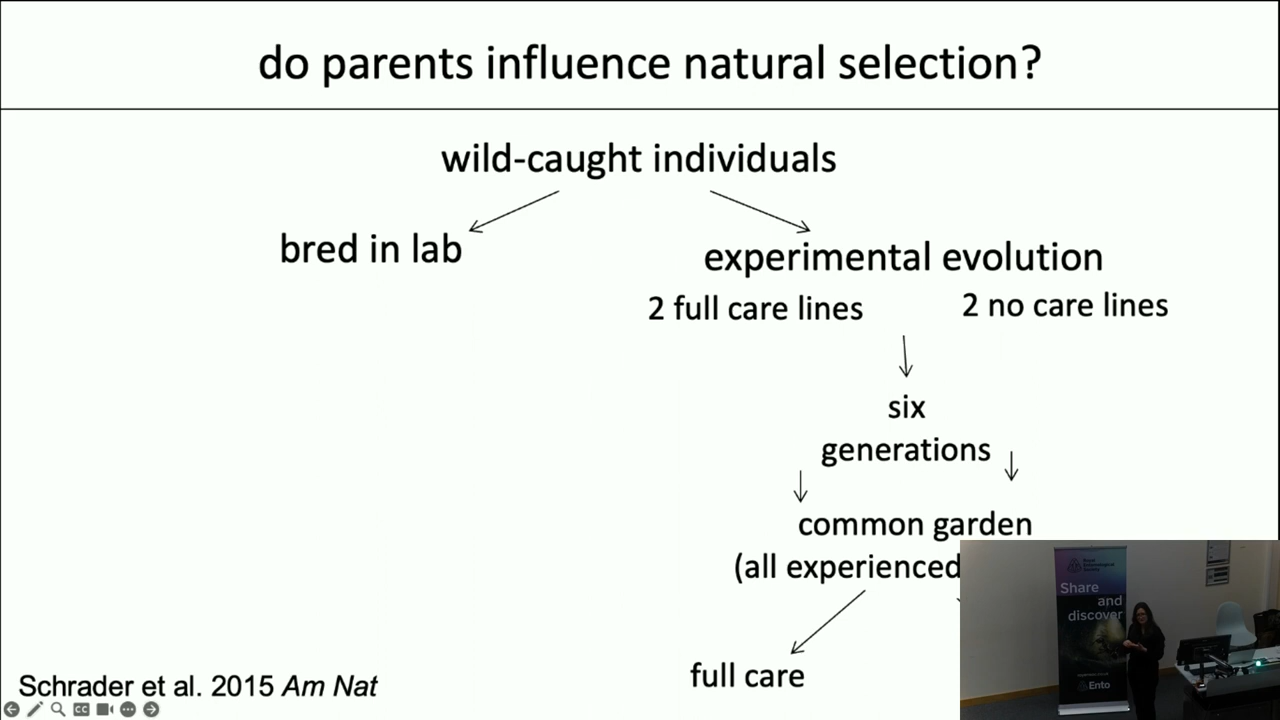 do parents influence natural selection?
wild-caught individuals
bred in lab
experimental evolution
2 full care lines
2 no care lines
six
generations
common garden
(all experienced
full care
Schrader et al. 2015 Am Nat
Share
and
discover
Ento